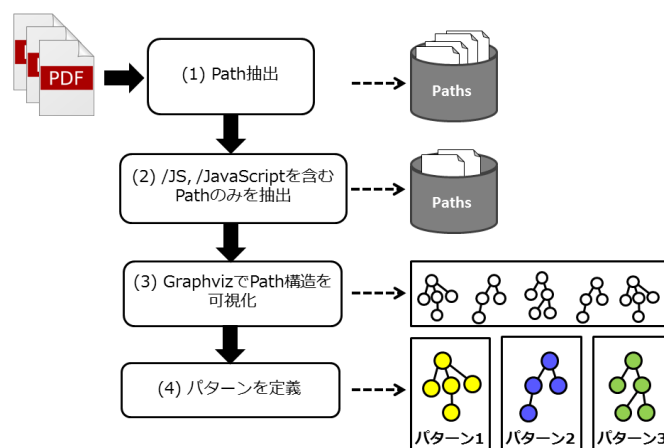 PDF
(1) Path抽出
Paths
(2) /JS, /JavaScriptを含む
Pathのみを抽出
Paths
(3) GraphvizでPath構造を
可視化
(4) パターンを定義
パターン1
パターン2
パターン3